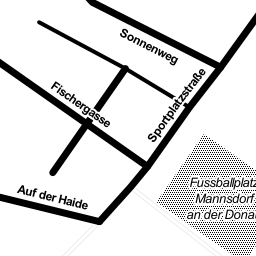 Sonnenweg
Sportplatzstraße
Fischergasse
Fussballplatz
Mannsdorf
an der Donau
Auf der Haide